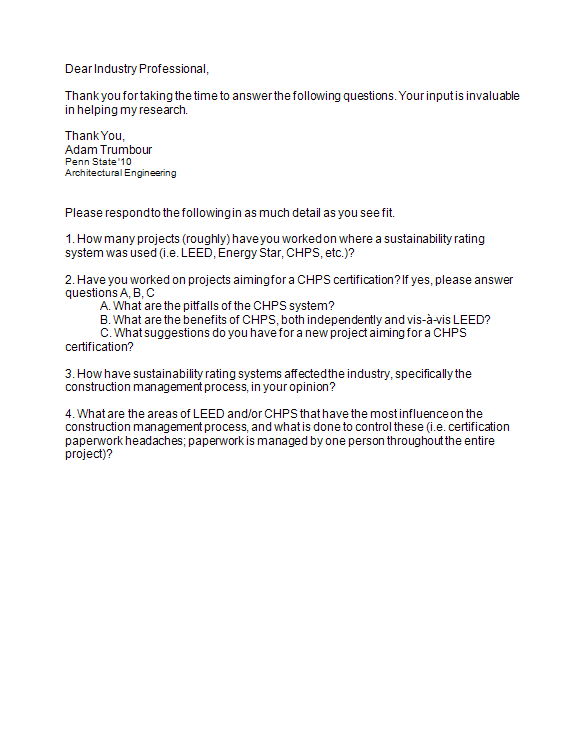 Dear Industry Professional,
Thank you for taking the time to answer the following questions. Your input is invaluable
in helping my research.
Thank You,
Adam Trumbour
Penn State '10
Architectural Engineering
Please respond to the following in as much detail as you see fit.
1. How many projects (roughly) have you worked on where a sustainability rating
system was used (i.e. LEED, Energy Star, CHPS, etc.)?
2. Have you worked on projects aiming for a CHPS certification? If yes, please answer
questions A, B, C
A. What are the pitfalls of the CHPS system?
B. What are the benefits of CHPS, both independently and vis-à-vis LEED?
C. What suggestions do you have for a new project aiming for a CHPS
certification?
3. How have sustainability rating systems affected the industry, specifically the
construction management process, in your opinion?
4. What are the areas of LEED and/or CHPS that have the most influence on the
construction management process, and what is done to control these (i.e. certification
paperwork headaches; paperwork is managed by one person throughout the entire
project)?